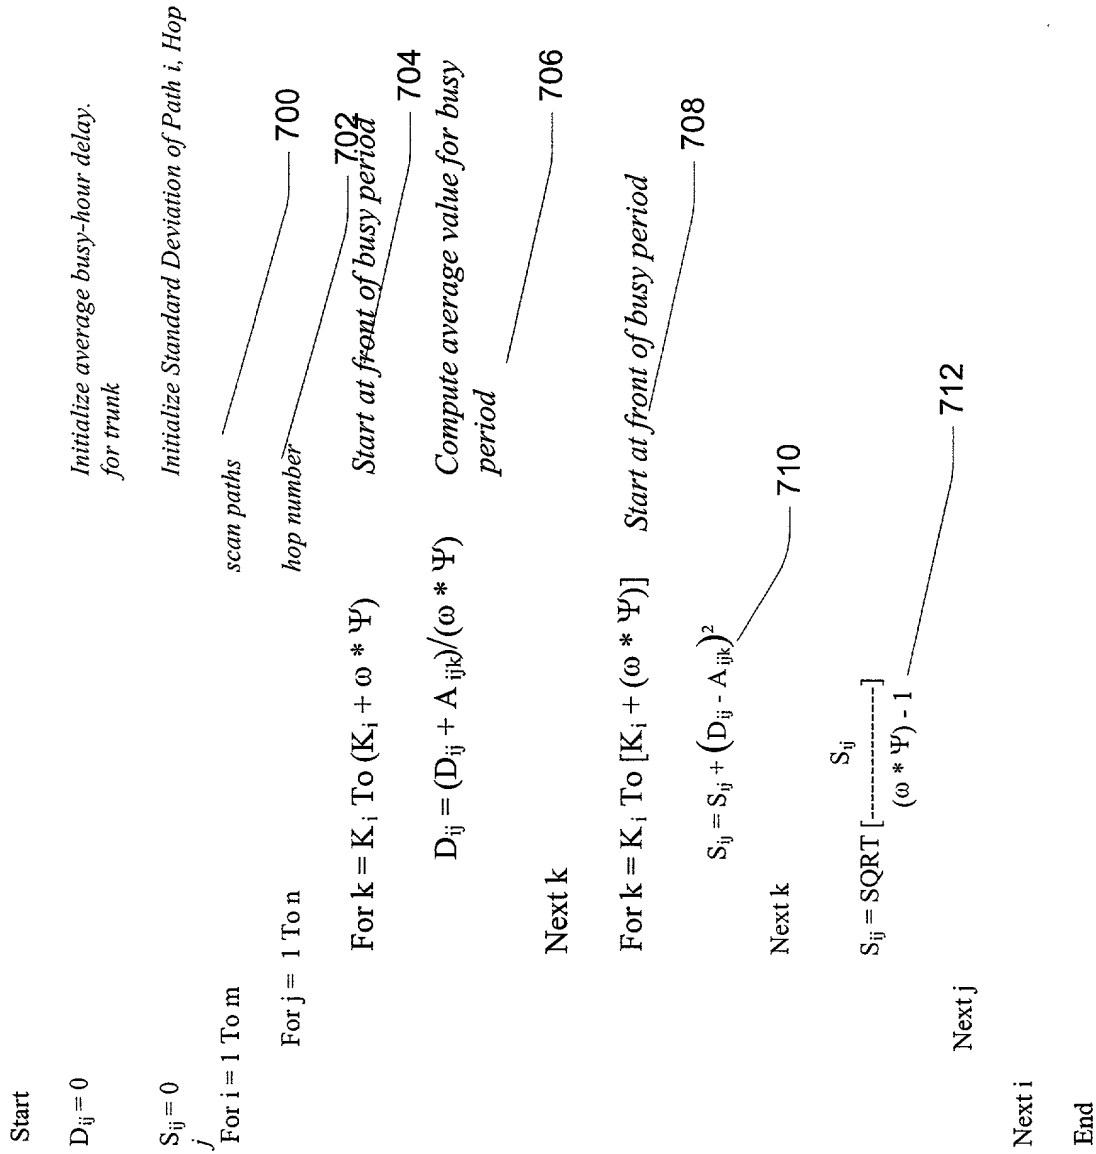 Start
D_ij = 0 Initialize average busy-hour delay.
for trunk
S_ij = 0 Initialize Standard Deviation of Path i, Hop
j
For i = 1 To m scan paths 700
For j = 1 To n hop number 702
For k = K_i To (K_i + ω * Ψ) Start at front of busy period 704
D_ij = (D_ij + A_ijk)/(ω * Ψ) Compute average value for busy
period
Next k 706
For k = K_i To [K_i + (ω * Ψ)] Start at front of busy period 708
S_ij = S_ij + (D_ij - A_ijk)^2
Next k 710
S_ij
S_ij = SQRT [--------------]
(ω * Ψ) - 1
Next j 712
Next i
End